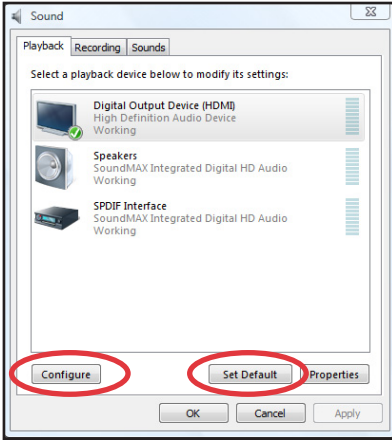 Sound
Playback Recording Sounds
Select a playback device below to modify its settings:
Digital Output Device (HDMI)
High Definition Audio Device
Working
Speakers
SoundMAX Integrated Digital HD Audio
Working
SPDIF Interface
SoundMAX Integrated Digital HD Audio
Working
Configure Set Default Properties
OK Cancel Apply